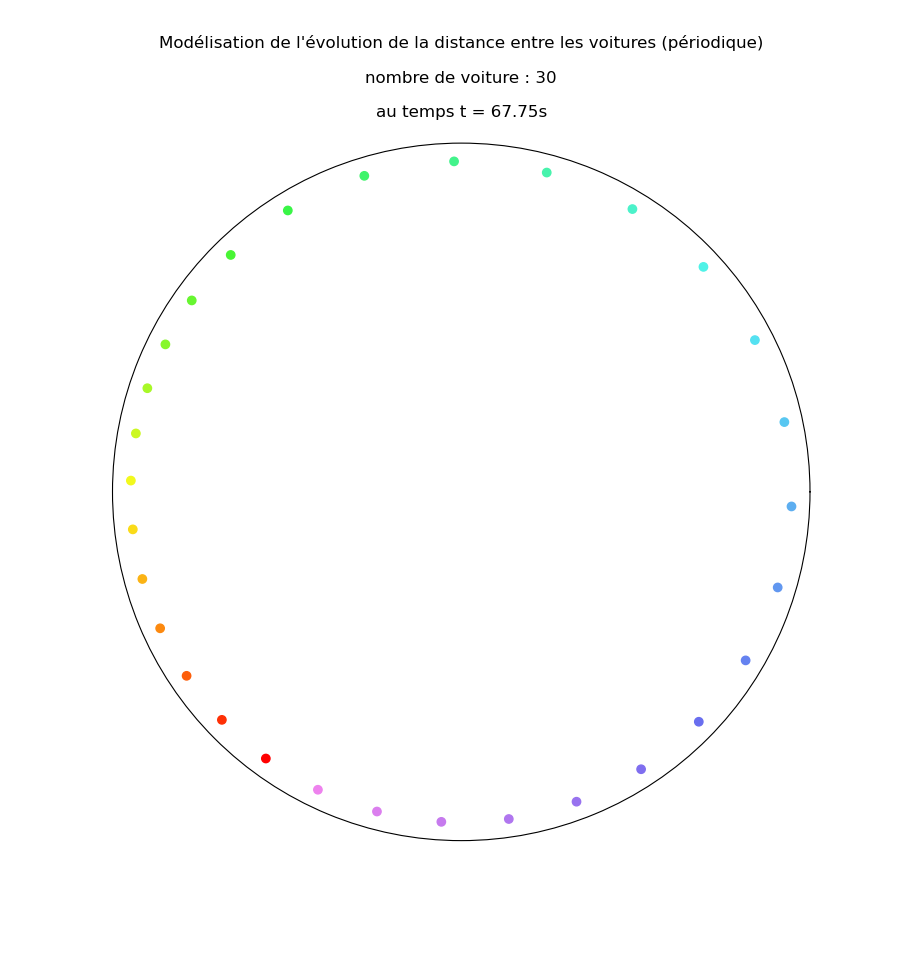 Modélisation de l'évolution de la distance entre les voitures (périodique)
nombre de voiture : 30
au temps t = 67.75s